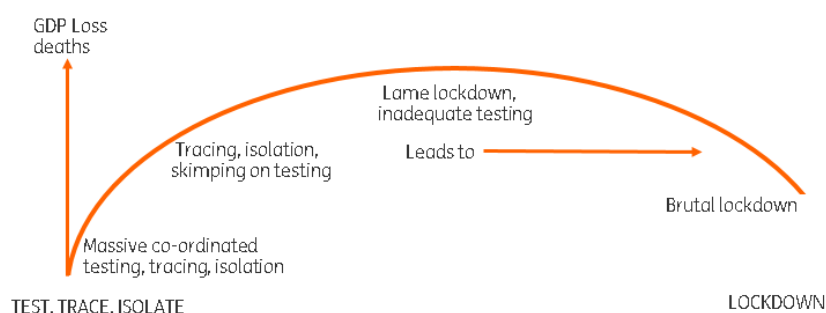 GDP Loss
deaths
Lame lockdown,
inadequate testing
Tracing, isolation,
skimping on testing
Leads to
Brutal lockdown
Massive co-ordinated
testing, tracing, isolation
TEST, TRACE, ISOLATE
LOCKDOWN